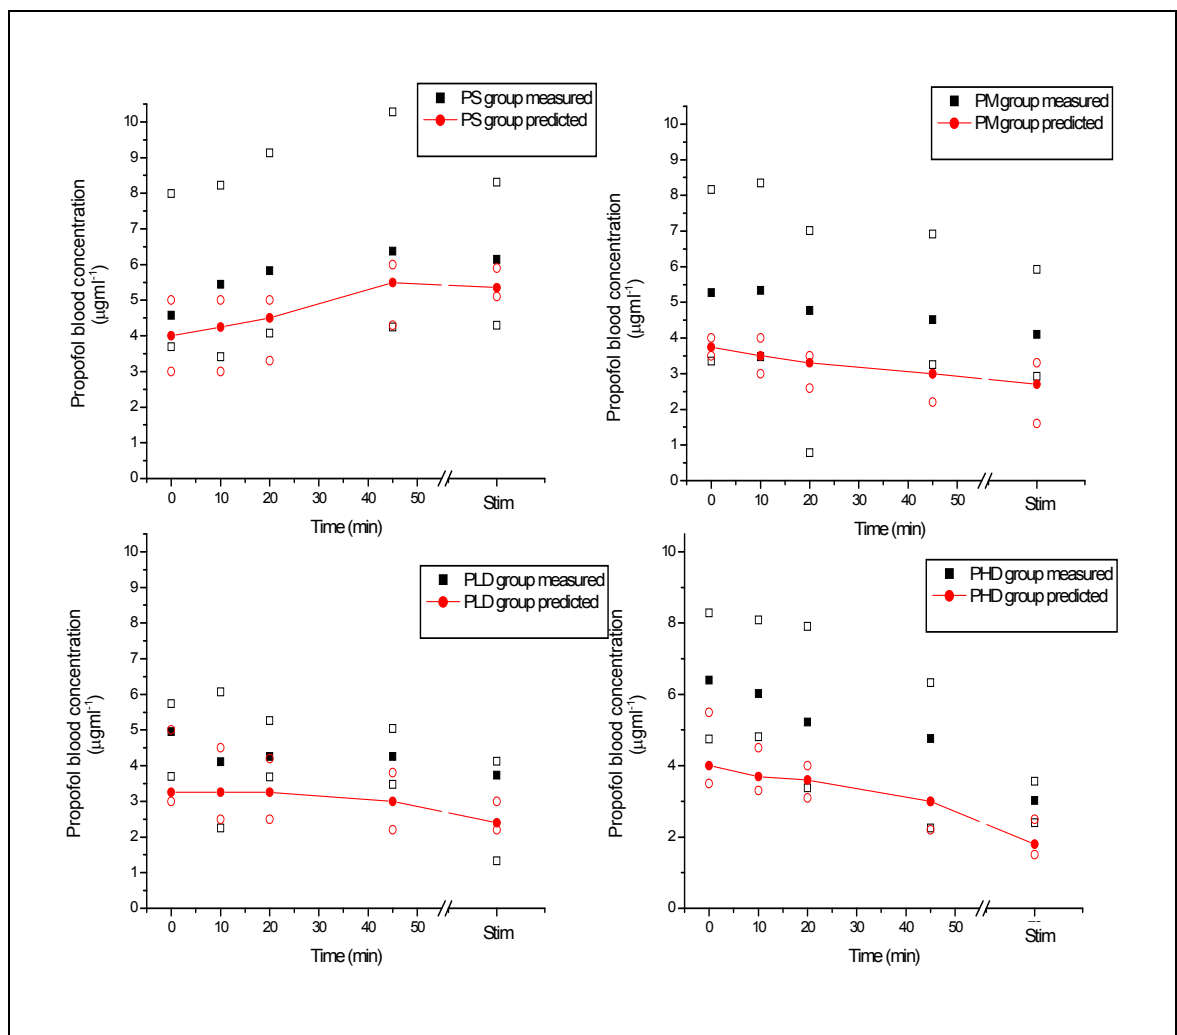 PS group measured
PS group predicted
Propofol blood concentration
(μgml-1)
10
9
8
7
6
5
4
3
2
1
0
0 10 20 30 40 50 Stim
Time (min)
PM group measured
PM group predicted
Propofol blood concentration
(μgml-1)
10
9
8
7
6
5
4
3
2
1
0
0 10 20 30 40 50 Stim
Time (min)
PLD group measured
PLD group predicted
Propofol blood concentration
(μgml-1)
10
9
8
7
6
5
4
3
2
1
0
0 10 20 30 40 50 Stim
Time (min)
PHD group measured
PHD group predicted
Propofol blood concentration
(μgml-1)
10
8
6
4
2
0
0 10 20 30 40 50 Stim
Time (min)